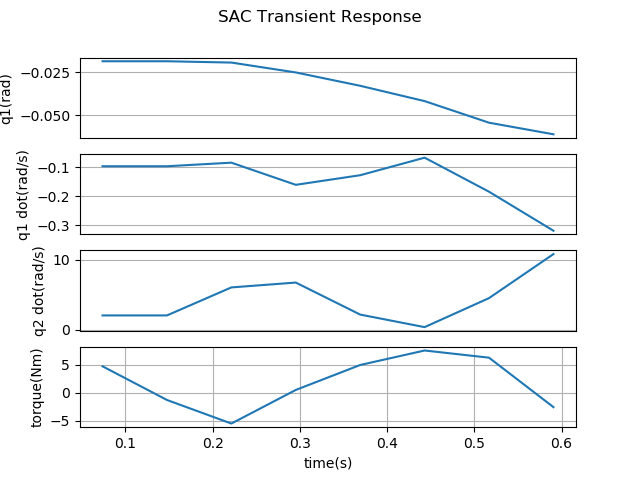 SAC Transient Response
−0.025
−0.050
q1(rad)
−0.1
−0.2
−0.3
q1 dot(rad/s)
10
0
q2 dot(rad/s)
5
0
−5
torque(Nm)
0.1 0.2 0.3 0.4 0.5 0.6
time(s)